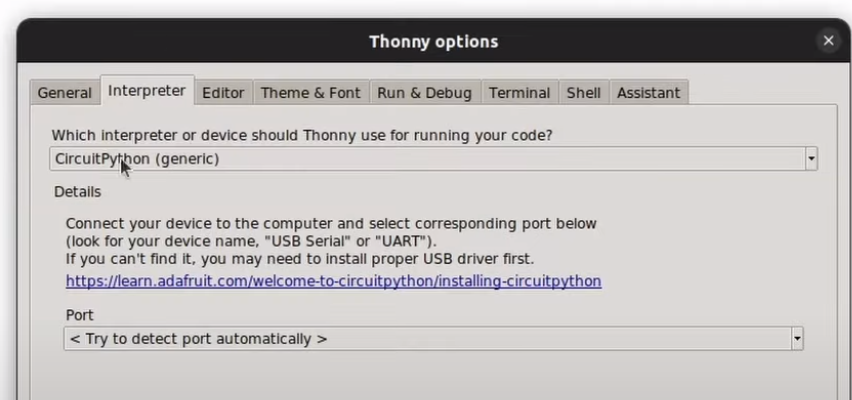 Thonny options
General Interpreter Editor Theme & Font Run & Debug Terminal Shell Assistant
Which interpreter or device should Thonny use for running your code?
CircuitPython (generic)
Details
Connect your device to the computer and select corresponding port below
(look for your device name, "USB Serial" or "UART").
If you can't find it, you may need to install proper USB driver first.
https://learn.adafruit.com/welcome-to-circuitpython/installing-circuitpython
Port
< Try to detect port automatically >